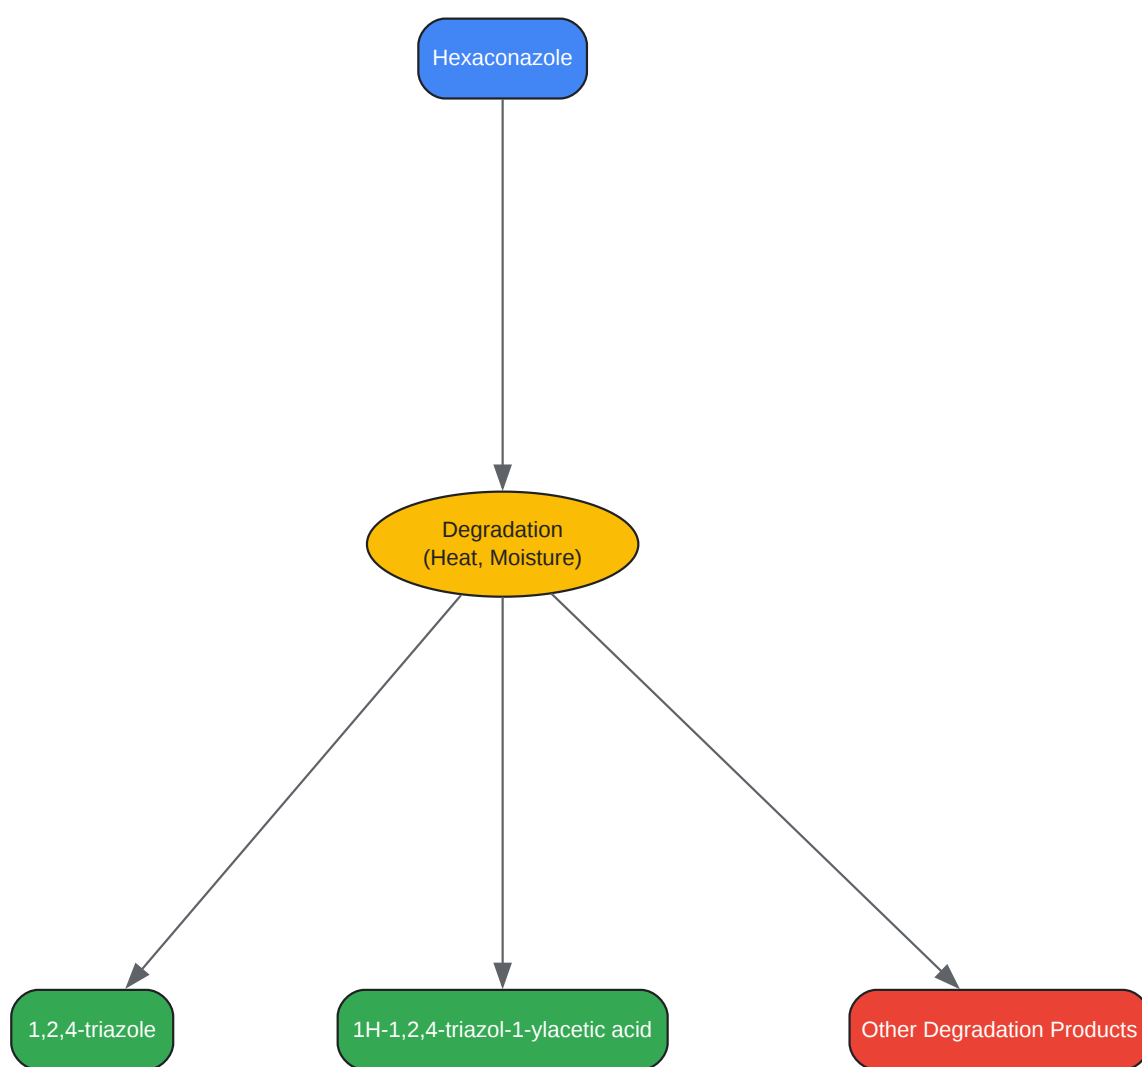 Hexaconazole
Degradation
(Heat, Moisture)
1,2,4-triazole
1H-1,2,4-triazol-1-ylacetic acid
Other Degradation Products